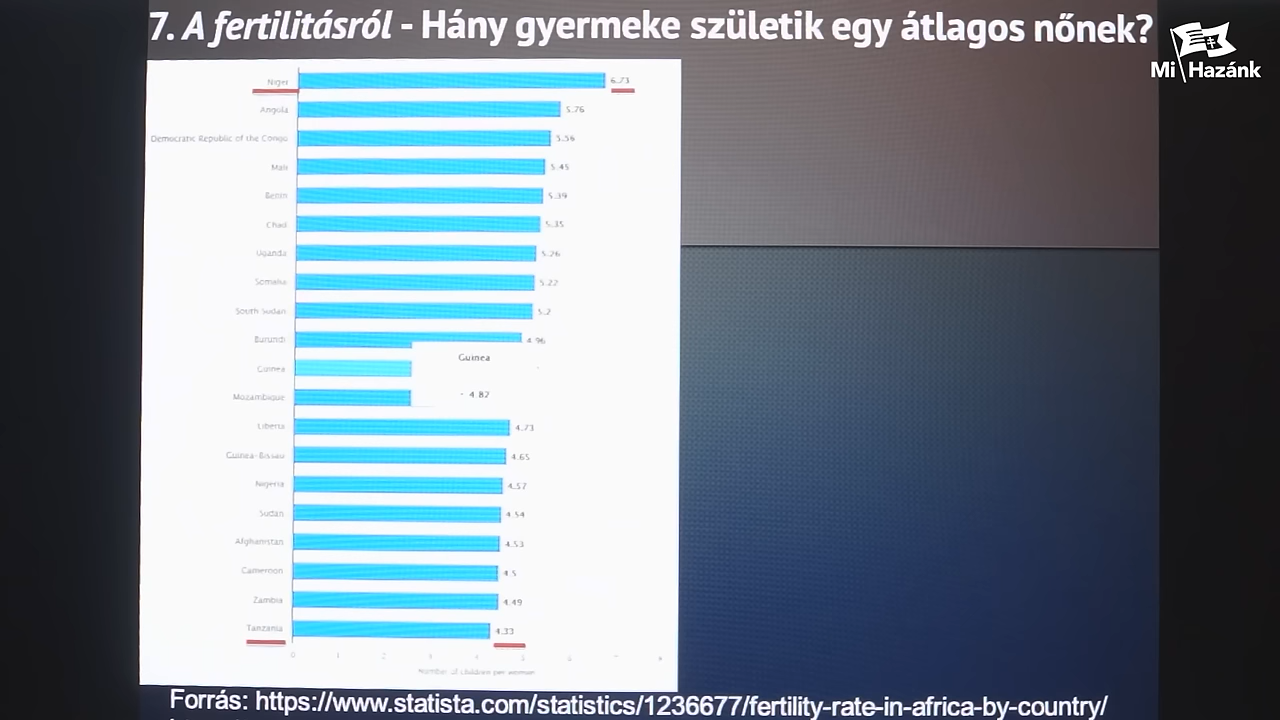 7. A fertilitásról - Hány gyermeke születik egy átlagos nőnek?
Mi Hazánk
Niger 6.73
Angola 5.76
Democratic Republic of the Congo 5.56
Mali 5.45
Benin 5.39
Chad 5.35
Uganda 5.26
Somalia 5.22
South Sudan 5.2
Burundi 4.96
Guinea
Guinea
Mozambique
- 4.82
Liberia 4.73
Guinea-Bissau 4.65
Nigeria 4.57
Sudan 4.54
Afghanistan 4.53
Cameroon 4.5
Zambia 4.49
Tanzania 4.33
0 1 2 3 4 5 6
Number of children per woman
Forrás: https://www.statista.com/statistics/1236677/fertility-rate-in-africa-by-country/